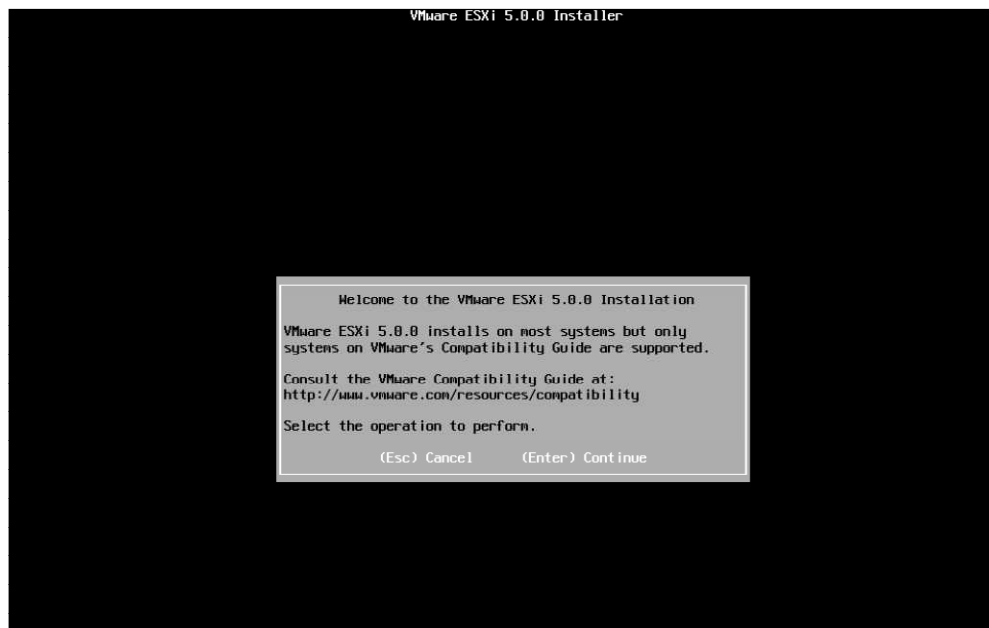 VMware ESXi 5.0.0 Installer
Welcome to the VMware ESXi 5.0.0 Installation
VMware ESXi 5.0.0 installs on most systems but only
systems on VMware's Compatibility Guide are supported.
Consult the VMware Compatibility Guide at:
http://www.vmware.com/resources/compatibility
Select the operation to perform.
(Esc) Cancel (Enter) Continue